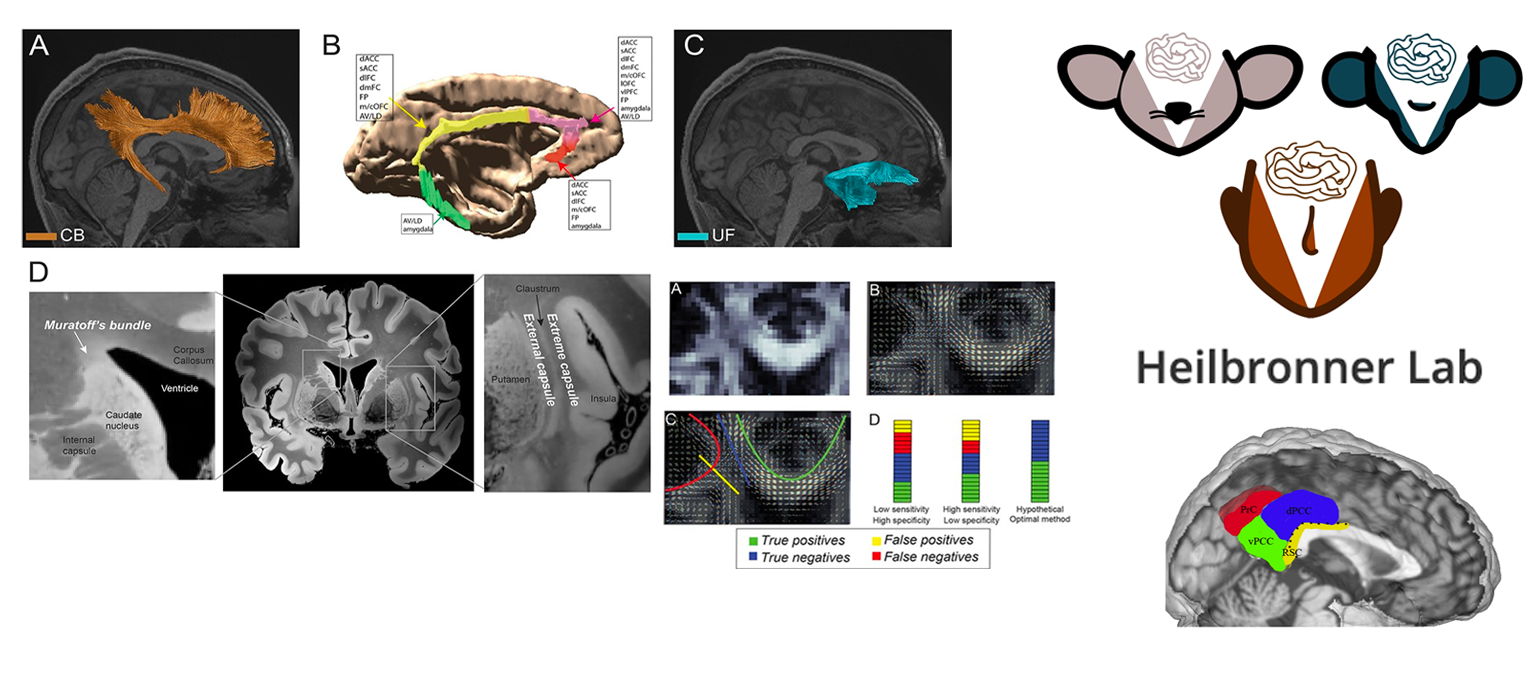 A
CB
B
dACC
sACC
dlFC
dmFC
FP
m/cOFC
AV/LD
dACC
sACC
dlFC
dmFC
m/cOFC
lOFC
vlPFC
FP
amygdala
AV/LD
dACC
sACC
dlFC
m/cOFC
FP
amygdala
AV/LD
amygdala
C
UF
D
Muratoff's bundle
Corpus
Callosum
Ventricle
Caudate
nucleus
Internal
capsule
Claustrum
External capsule
Extreme capsule
Putamen
Insula
A
B
C
D
Low sensitivity
High specificity
High sensitivity
Low specificity
Hypothetical
Optimal method
True positives
False positives
True negatives
False negatives
Heilbronner Lab
PrC
dPCC
vPCC
RSC